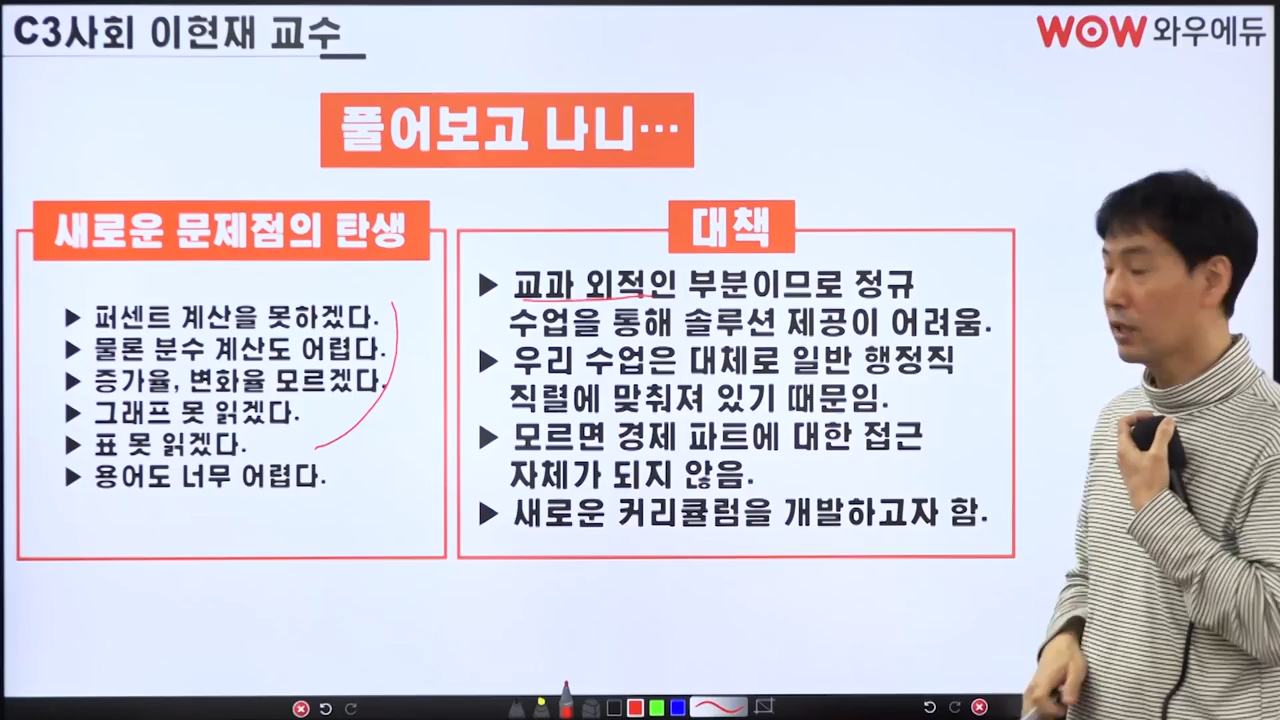 C3사회 이현재 교수
WOW 와우에듀
풀어보고 나니…
새로운 문제점의 탄생
▶ 퍼센트 계산을 못하겠다.
▶ 물론 분수 계산도 어렵다.
▶ 증가율, 변화율 모르겠다.
▶ 그래프 못 읽겠다.
▶ 표 못 읽겠다.
▶ 용어도 너무 어렵다.
대책
▶ 교과 외적인 부분이므로 정규
수업을 통해 솔루션 제공이 어려움.
▶ 우리 수업은 대체로 일반 행정직
직렬에 맞춰져 있기 때문임.
▶ 모르면 경제 파트에 대한 접근
자체가 되지 않음.
▶ 새로운 커리큘럼을 개발하고자 함.